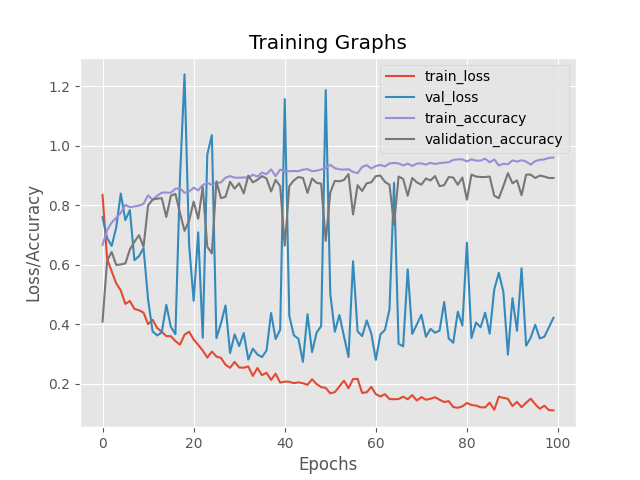 Training Graphs
train_loss
val_loss
train_accuracy
validation_accuracy
Loss/Accuracy
1.2
1.0
0.8
0.6
0.4
0.2
0 20 40 60 80 100
Epochs